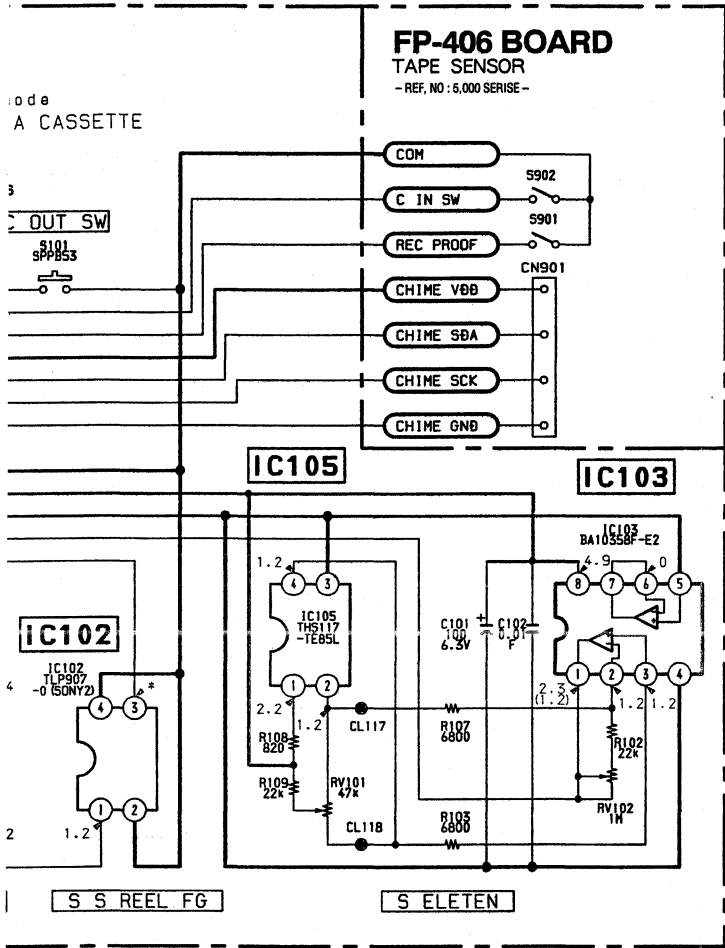 FP-406 BOARD
TAPE SENSOR
– REF, NO : 5,000 SERISE –
ode
A CASSETTE
S
C OUT SW
S101
SPPB53
COM
C IN SW
REC PROOF
CHIME VDD
CHIME SDA
CHIME SCK
CHIME GND
S902
S901
CN901
IC105
IC103
IC103
BA10358F-E2
4.9
0
8
7
6
5
1.2
4
3
IC105
THS117
-TE85L
1
2
2.2
1.2
C101
100
6.3V
C102
0.01
F
1
2
3
4
2.3
(1.2)
1.2
1.2
IC102
IC102
TLP907
-0 (SONY2)
4
*
4
3
1
2
2
1.2
CL117
R107
6800
R108
820
R109
22k
RV101
47k
R102
22k
RV102
1M
CL118
R103
6800
S S REEL FG
S ELETEN